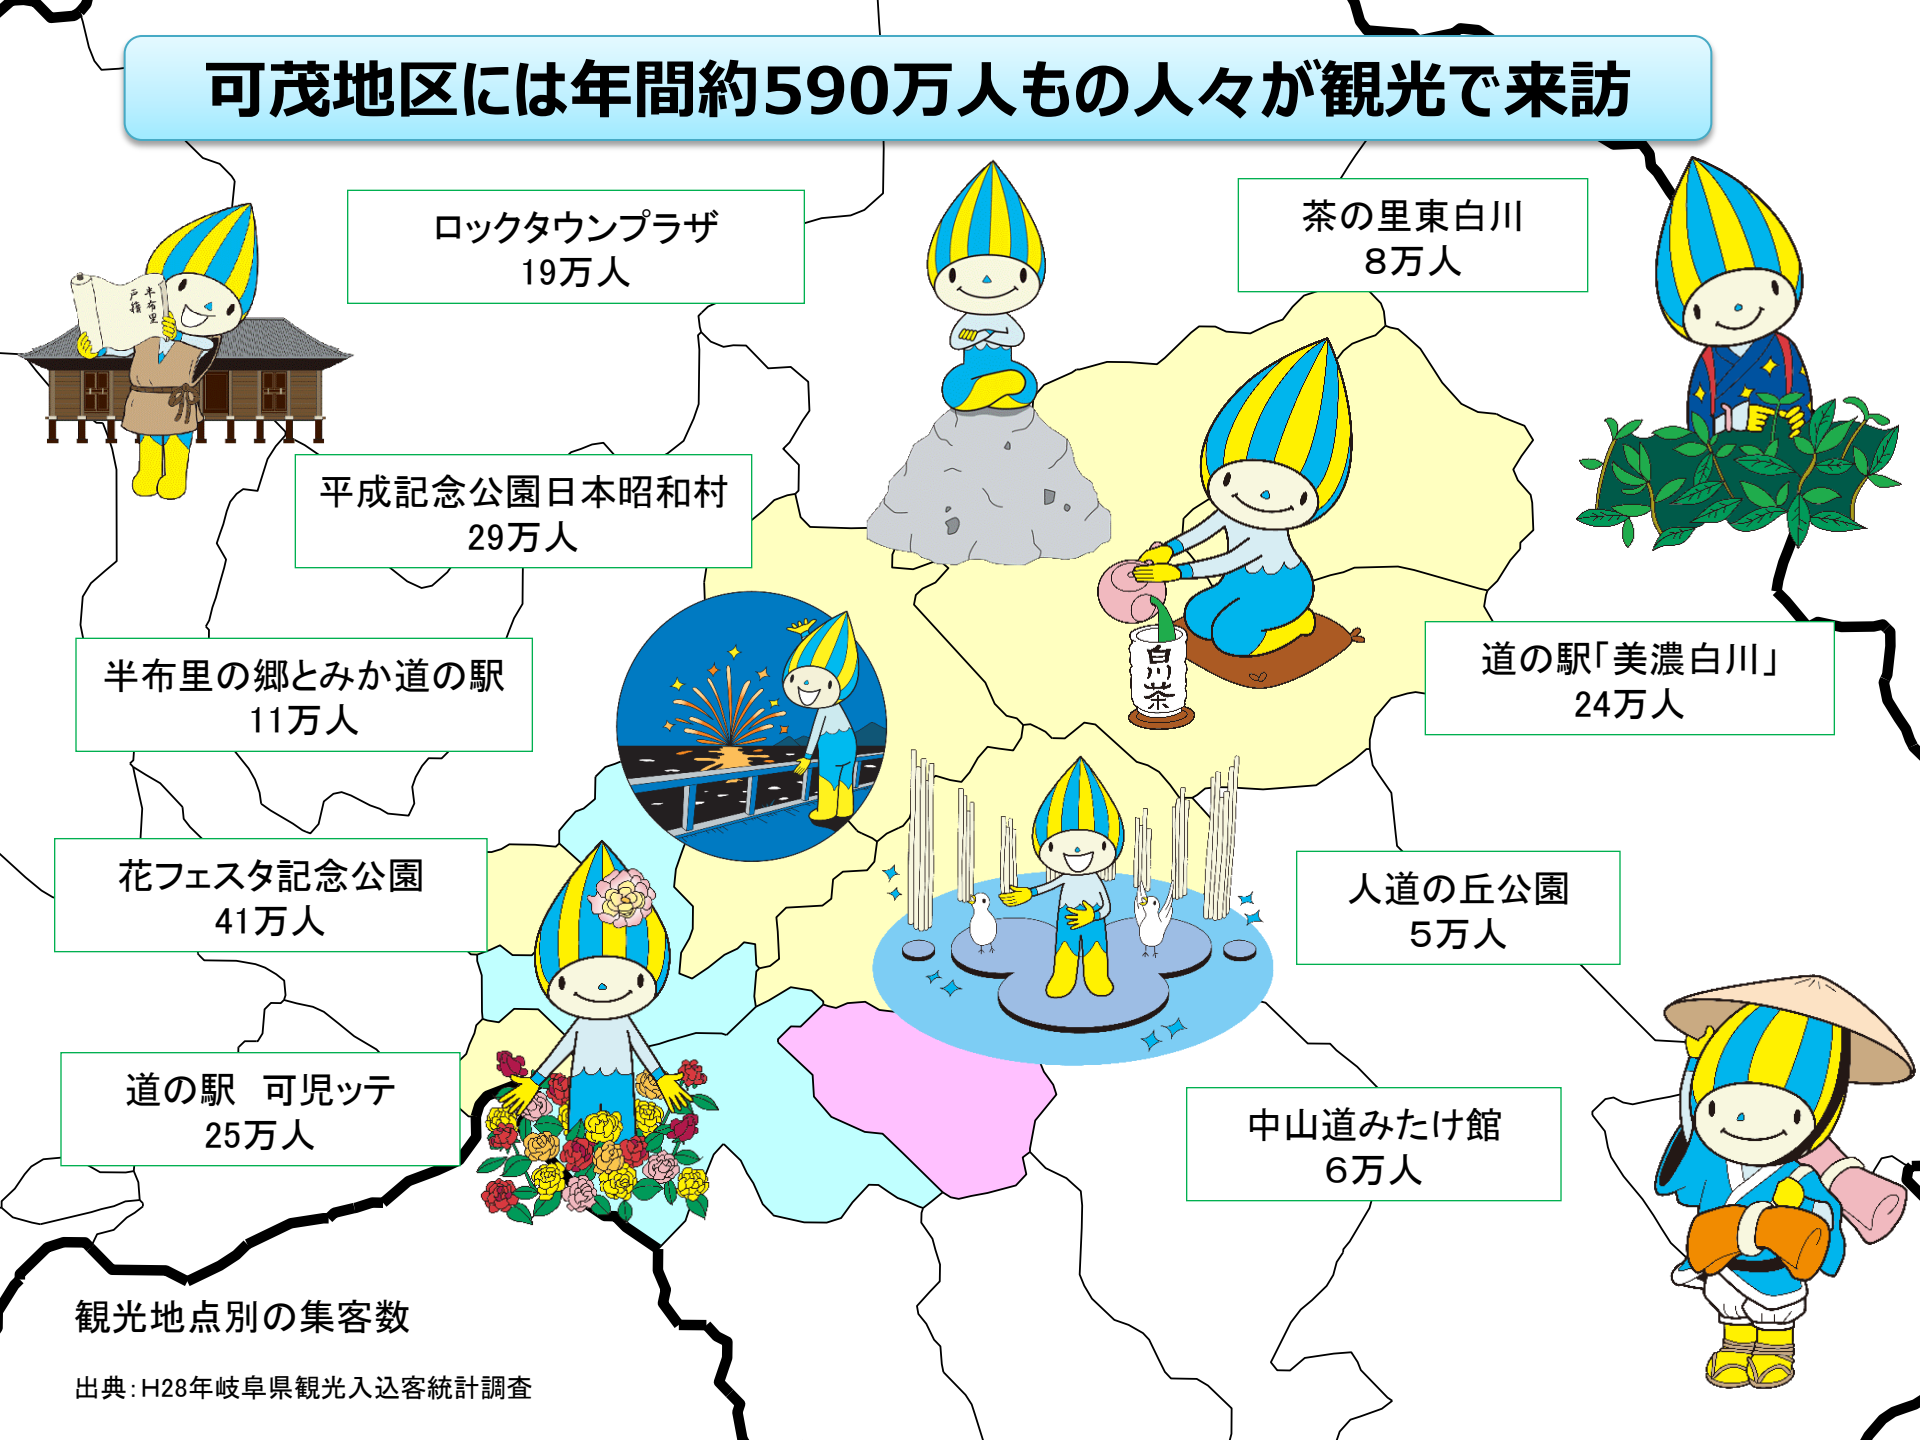 可茂地区には年間約590万人もの人々が観光で来訪
ロックタウンプラザ
19万人
茶の里東白川
８万人
半布里
戸籍
平成記念公園日本昭和村
29万人
半布里の郷とみか道の駅
11万人
白川茶
道の駅「美濃白川」
24万人
花フェスタ記念公園
41万人
人道の丘公園
５万人
道の駅　可児ッテ
25万人
中山道みたけ館
６万人
観光地点別の集客数
出典：H28年岐阜県観光入込客統計調査